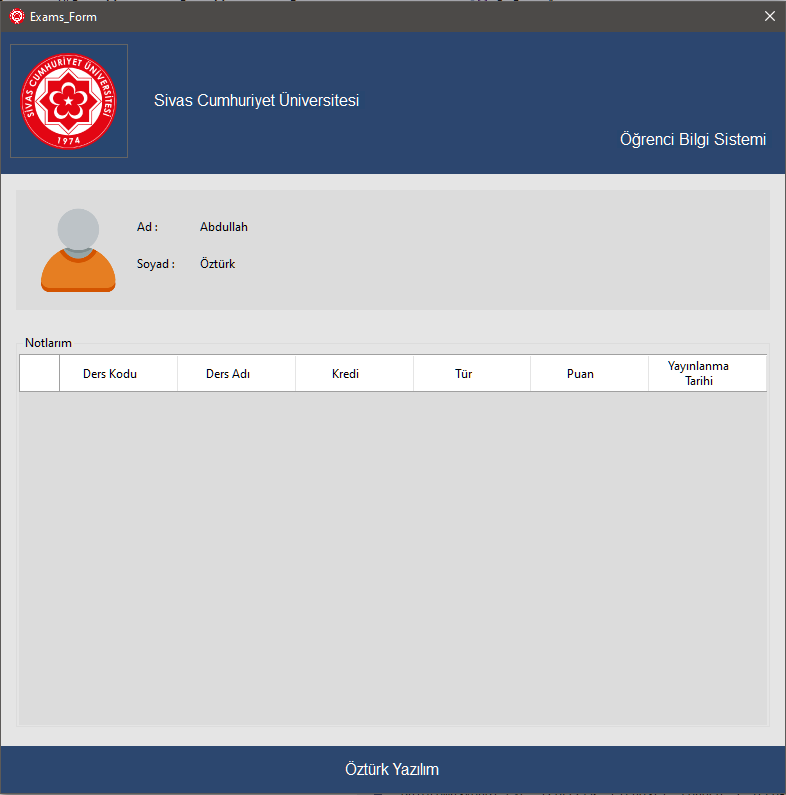 Exams_Form
SİVAS CUMHURİYET ÜNİVERSİTESİ
1974
Sivas Cumhuriyet Üniversitesi
Öğrenci Bilgi Sistemi
Ad : Abdullah
Soyad : Öztürk
Notlarım
Ders Kodu Ders Adı Kredi Tür Puan Yayınlanma
Tarihi
Öztürk Yazılım